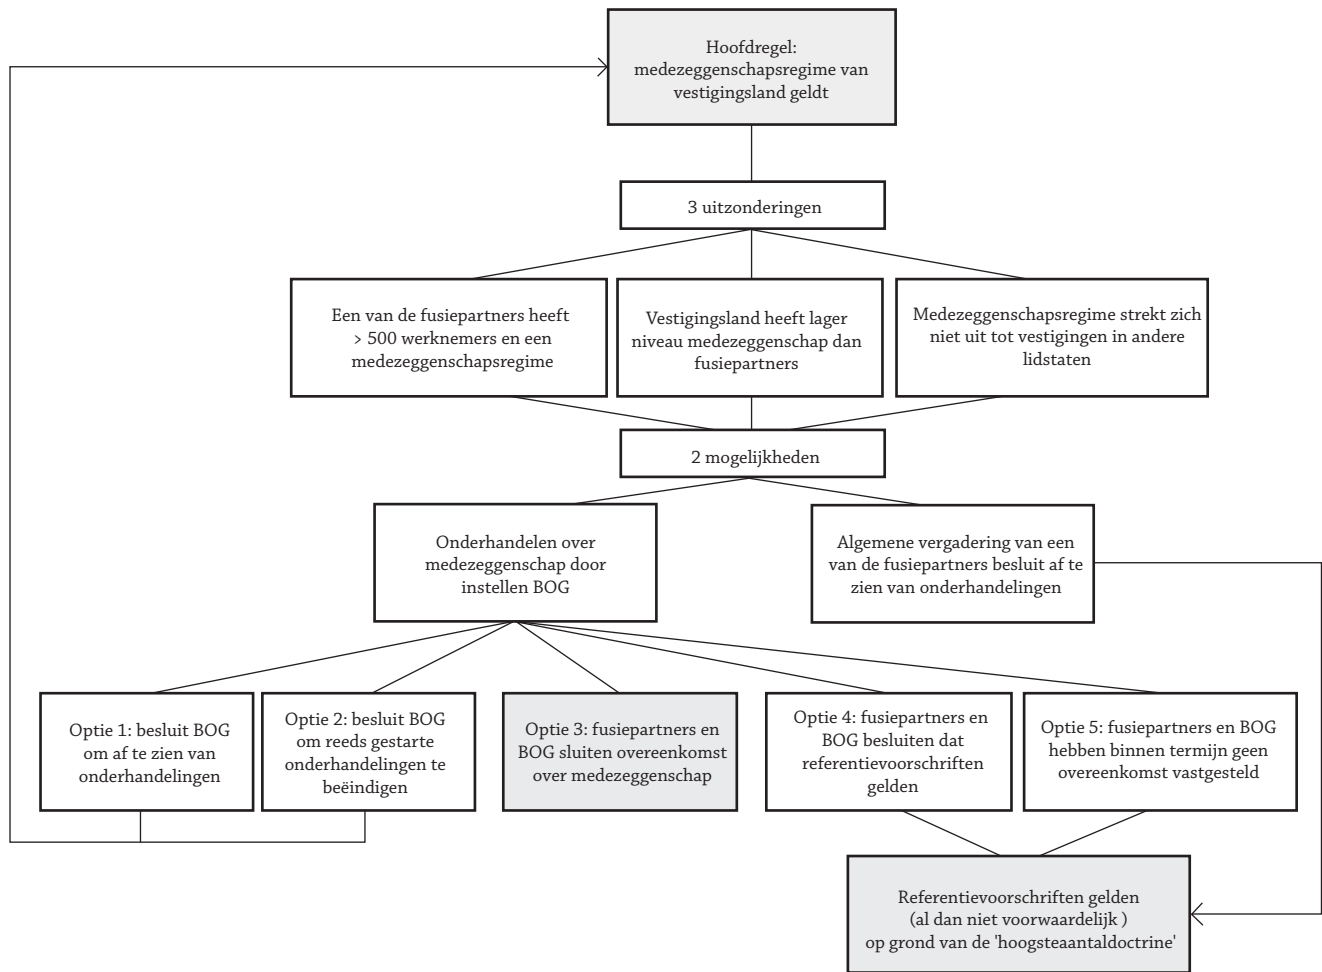 Hoofdregel:
medezeggenschapsregime van
vestigingsland geldt
3 uitzonderingen
Een van de fusiepartners heeft
> 500 werknemers en een
medezeggenschapsregime
Vestigingsland heeft lager
niveau medezeggenschap dan
fusiepartners
Medezeggenschapsregime strekt zich
niet uit tot vestigingen in andere
lidstaten
2 mogelijkheden
Onderhandelen over
medezeggenschap door
instellen BOG
Algemene vergadering van een
van de fusiepartners besluit af te
zien van onderhandelingen
Optie 1: besluit BOG
om af te zien van
onderhandelingen
Optie 2: besluit BOG
om reeds gestarte
onderhandelingen te
beëindigen
Optie 3: fusiepartners en
BOG sluiten overeenkomst
over medezeggenschap
Optie 4: fusiepartners en
BOG besluiten dat
referentievoorschriften
gelden
Optie 5: fusiepartners en BOG
hebben binnen termijn geen
overeenkomst vastgesteld
Referentievoorschriften gelden
(al dan niet voorwaardelijk )
op grond van de 'hoogsteaantaldoctrine'